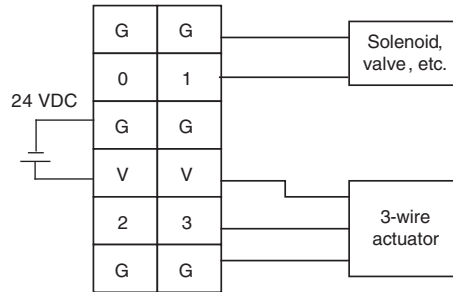 G G
Solenoid,
valve, etc.
0 1
24 VDC
G G
V V
2 3
3-wire
actuator
G G